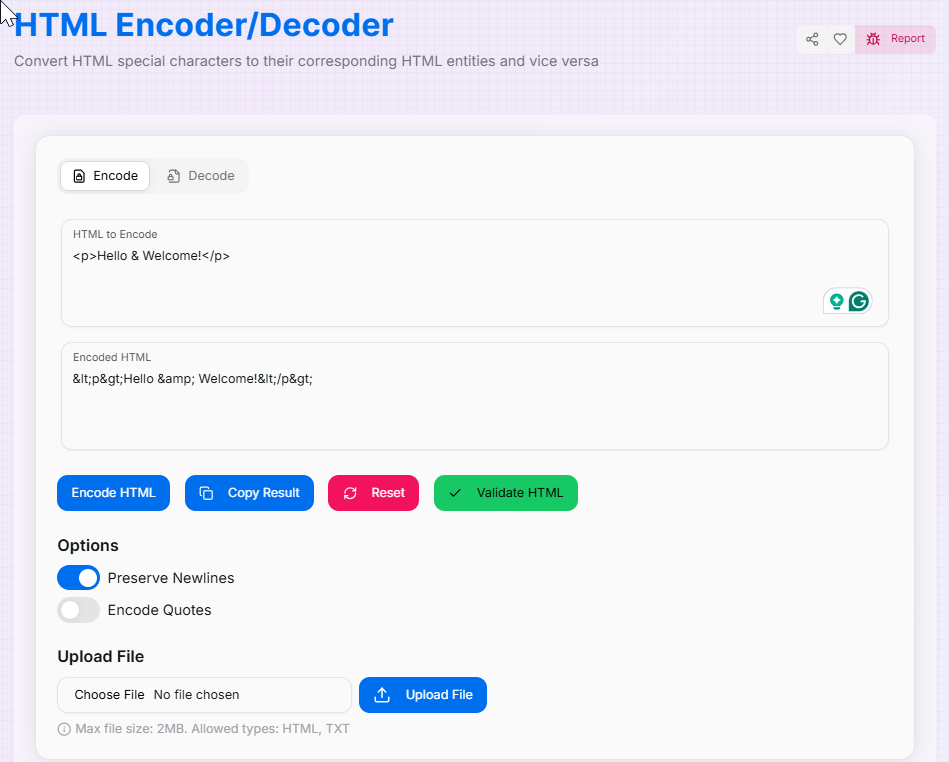 HTML Encoder/Decoder
Report
Convert HTML special characters to their corresponding HTML entities and vice versa
Encode Decode
HTML to Encode
<p>Hello & Welcome!</p>
Encoded HTML
&lt;p&gt;Hello &amp; Welcome!&lt;/p&gt;
Encode HTML Copy Result Reset Validate HTML
Options
Preserve Newlines
Encode Quotes
Upload File
Choose File No file chosen Upload File
Max file size: 2MB. Allowed types: HTML, TXT